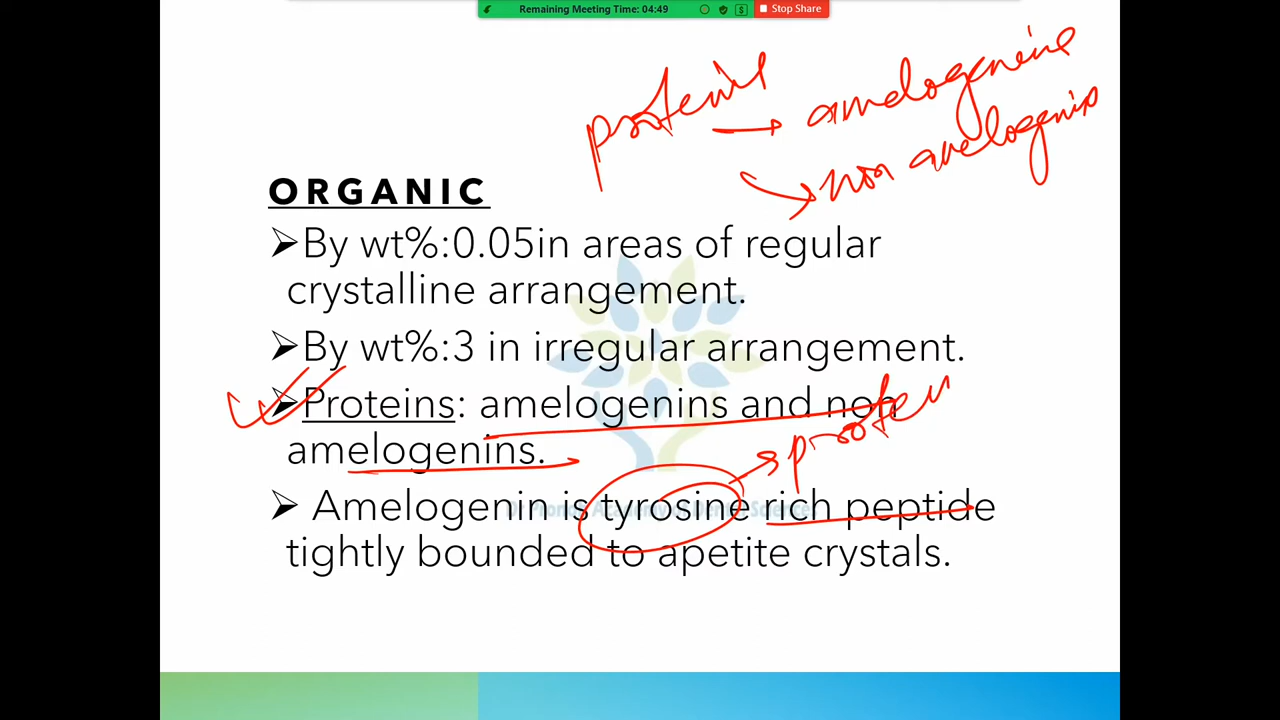 Remaining Meeting Time: 04:49
Stop Share
proteins → amelogenins
→ non amelogenins
ORGANIC
➢By wt%:0.05in areas of regular
crystalline arrangement.
➢By wt%:3 in irregular arrangement.
➢Proteins: amelogenins and non
amelogenins.
→ protein
➢ Amelogenin is tyrosine rich peptide
tightly bounded to apetite crystals.